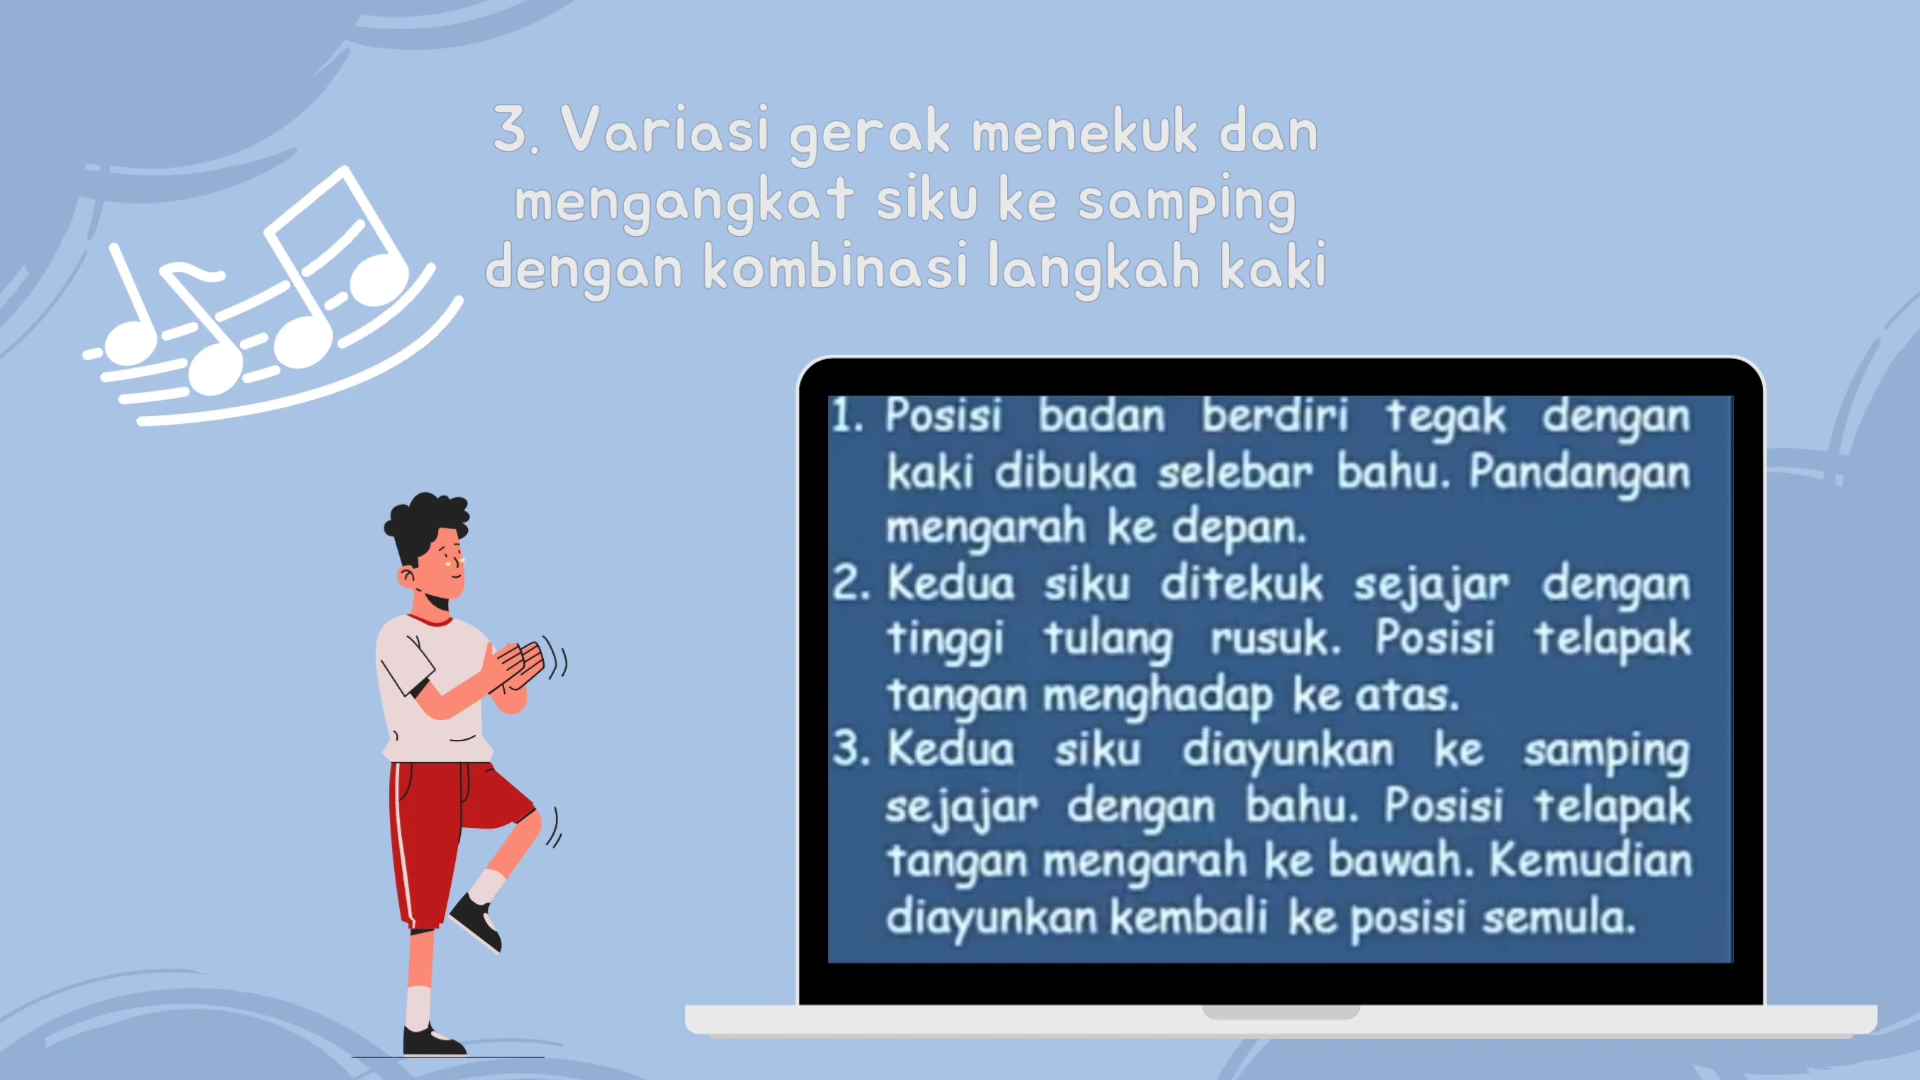 3. Variasi gerak menekuk dan
mengangkat siku ke samping
dengan kombinasi langkah kaki
1. Posisi badan berdiri tegak dengan
kaki dibuka selebar bahu. Pandangan
mengarah ke depan.
2. Kedua siku ditekuk sejajar dengan
tinggi tulang rusuk. Posisi telapak
tangan menghadap ke atas.
3. Kedua siku diayunkan ke samping
sejajar dengan bahu. Posisi telapak
tangan mengarah ke bawah. Kemudian
diayunkan kembali ke posisi semula.